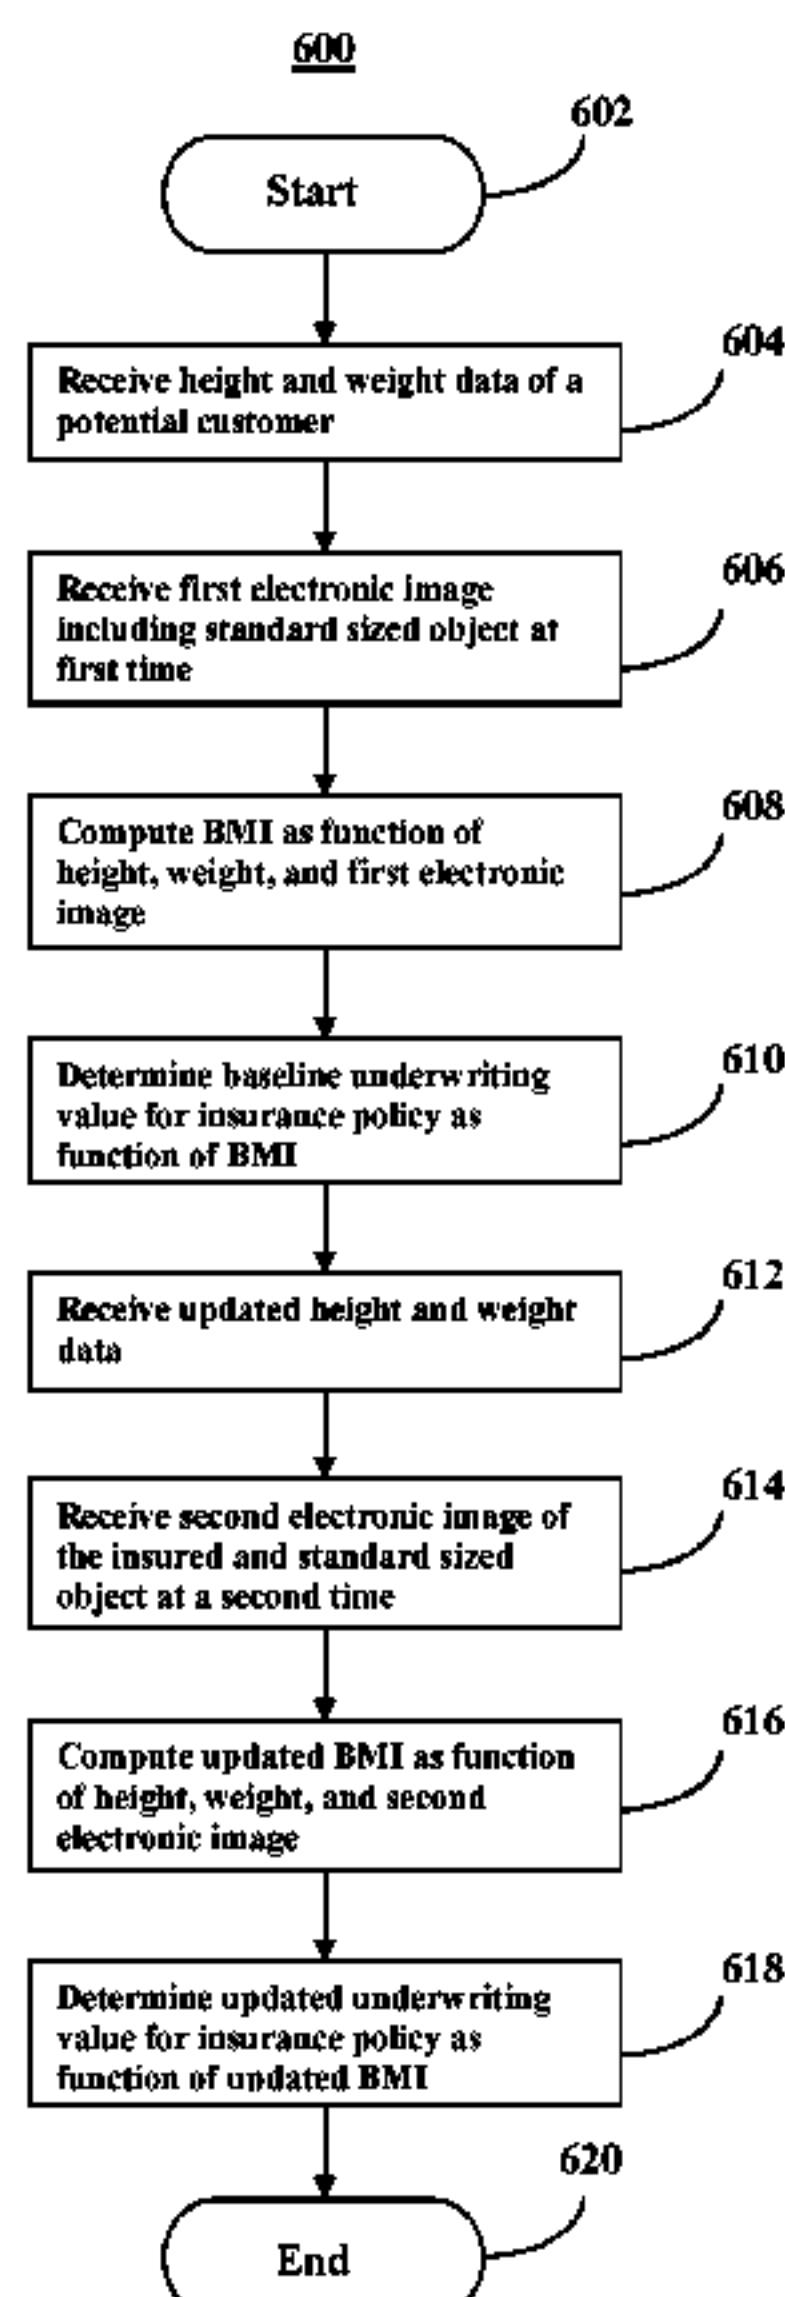 600
602
Start
604
Receive height and weight data of a
potential customer
606
Receive first electronic image
including standard sized object at
first time
608
Compute BMI as function of
height, weight, and first electronic
image
610
Determine baseline underwriting
value for insurance policy as
function of BMI
612
Receive updated height and weight
data
614
Receive second electronic image of
the insured and standard sized
object at a second time
616
Compute updated BMI as function
of height, weight, and second
electronic image
618
Determine updated underwriting
value for insurance policy as
function of updated BMI
620
End